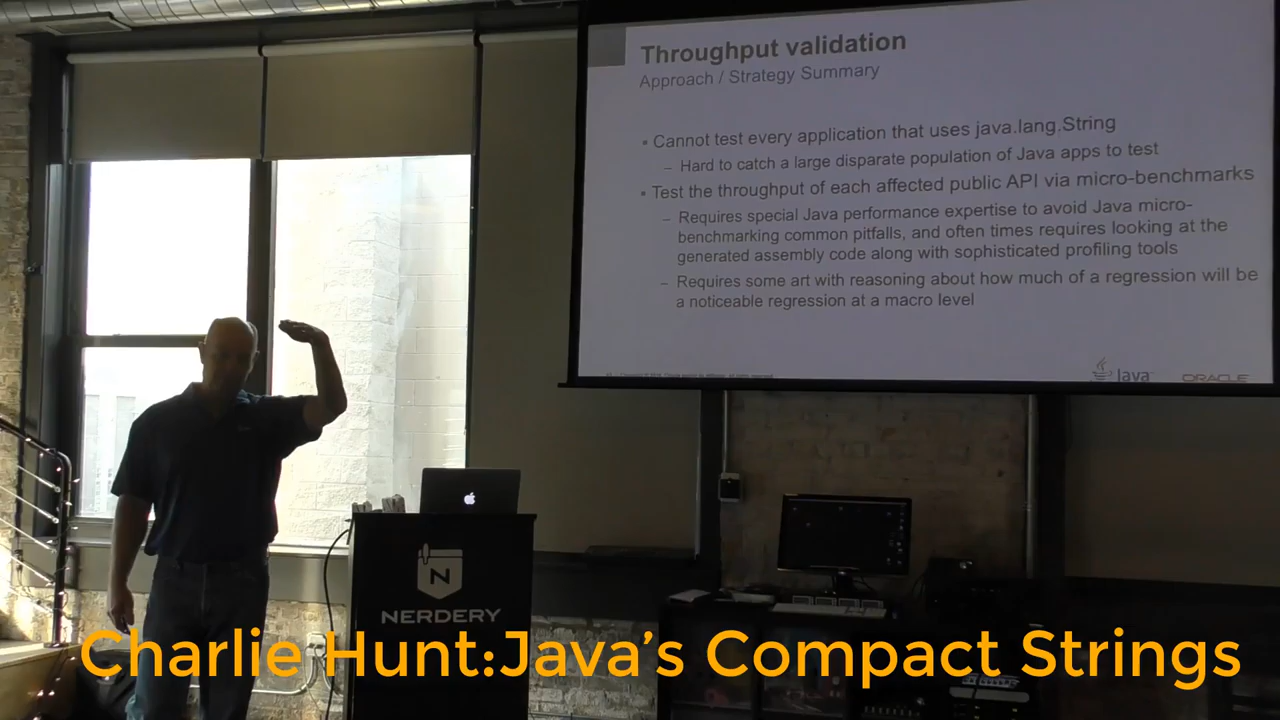 Throughput validation
Approach / Strategy Summary
▪ Cannot test every application that uses java.lang.String
– Hard to catch a large disparate population of Java apps to test
▪ Test the throughput of each affected public API via micro-benchmarks
– Requires special Java performance expertise to avoid Java micro-
benchmarking common pitfalls, and often times requires looking at the
generated assembly code along with sophisticated profiling tools
– Requires some art with reasoning about how much of a regression will be
a noticeable regression at a macro level
Java
ORACLE
N
NERDERY
Charlie Hunt:Java’s Compact Strings